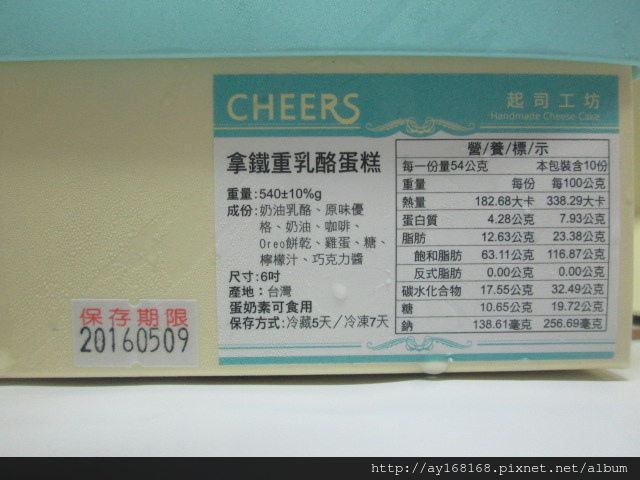 CHEERS
起司工坊
Handmade Cheese Cake
拿鐵重乳酪蛋糕
重量:540±10%g
成份:奶油乳酪、原味優
格、奶油、咖啡、
Oreo餅乾、雞蛋、糖、
檸檬汁、巧克力醬
尺寸:6吋
產地:台灣
蛋奶素可食用
保存方式:冷藏5天／冷凍7天
營/養/標/示
每一份量54公克 本包裝含10份
重量 每份 每100公克
熱量 182.68大卡 338.29大卡
蛋白質 4.28公克 7.93公克
脂肪 12.63公克 23.38公克
飽和脂肪 63.11公克 116.87公克
反式脂肪 0.00公克 0.00公克
碳水化合物 17.55公克 32.49公克
糖 10.65公克 19.72公克
鈉 138.61毫克 256.69毫克
保存期限
20160509
http://ay168168.pixnet.net/album